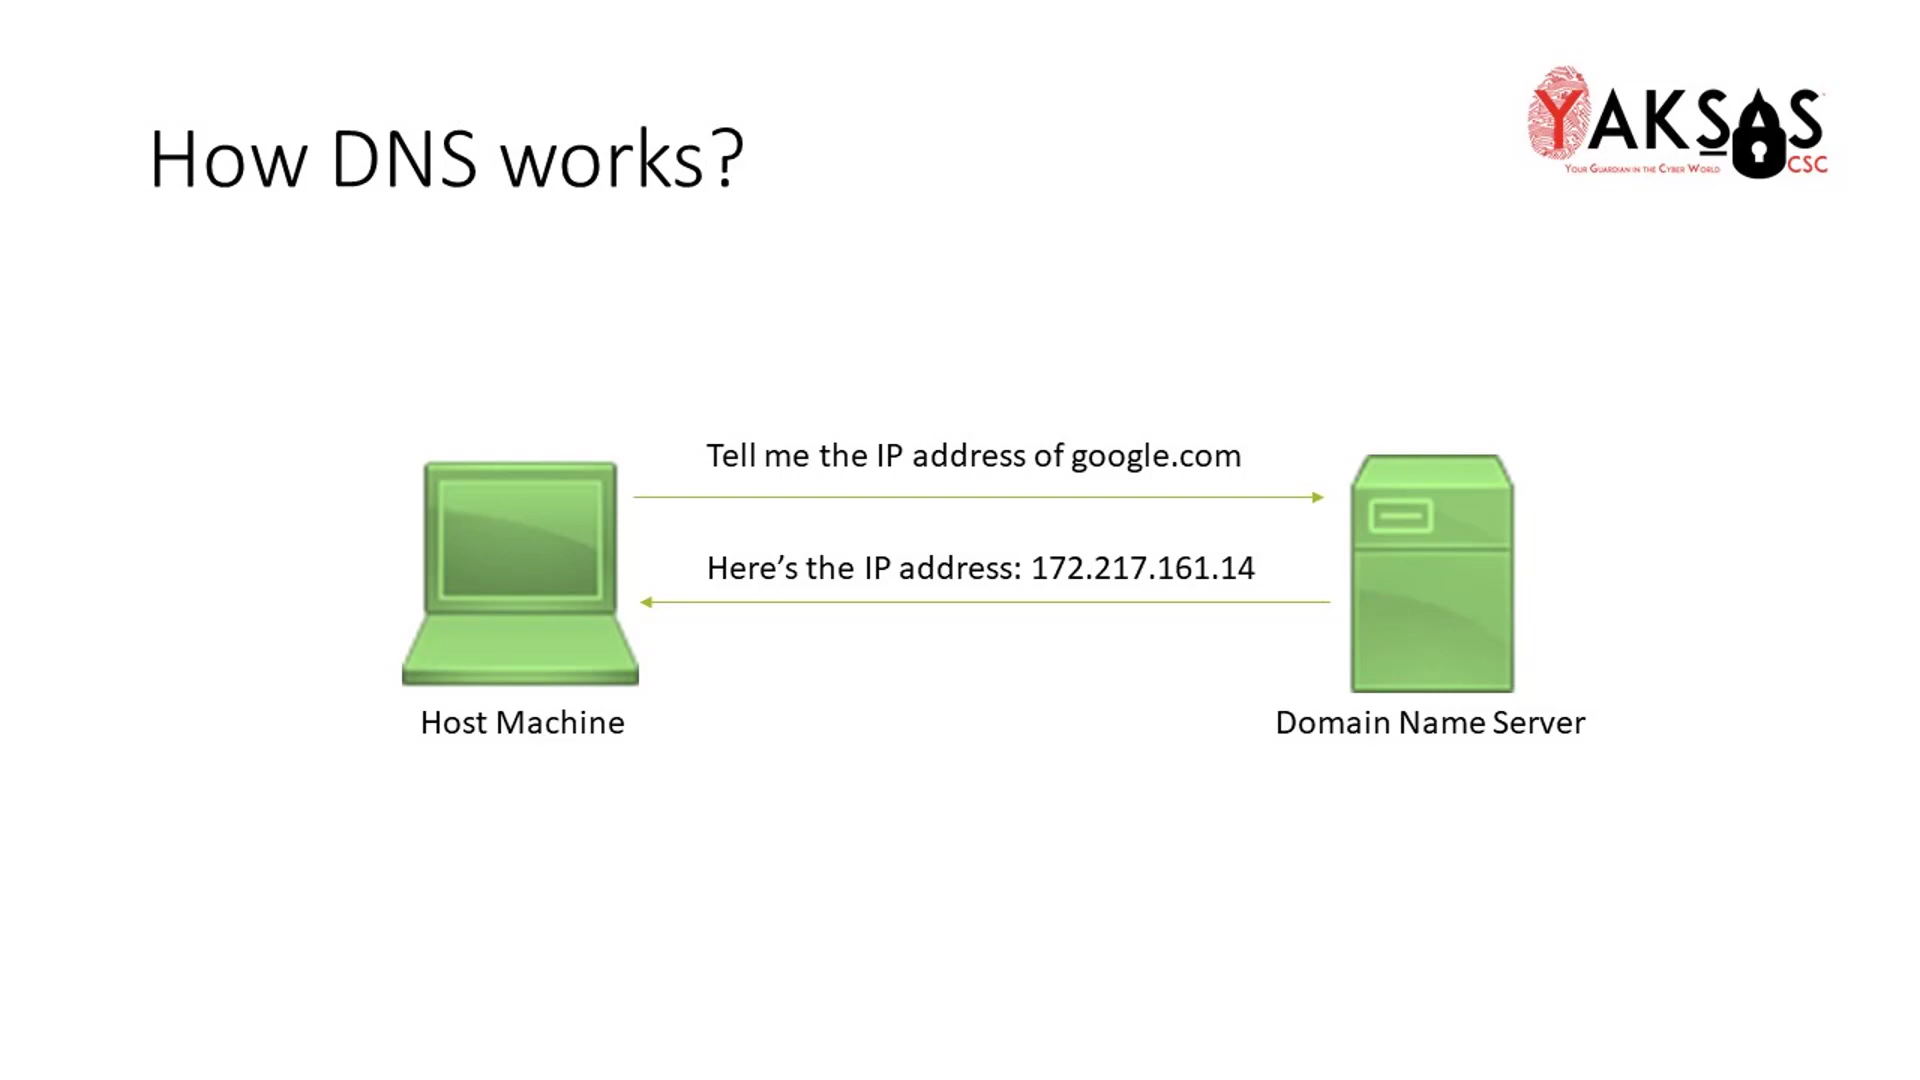 How DNS works?
YAKSAS
YOUR GUARDIAN IN THE CYBER WORLD
CSC
Tell me the IP address of google.com
Here’s the IP address: 172.217.161.14
Host Machine
Domain Name Server